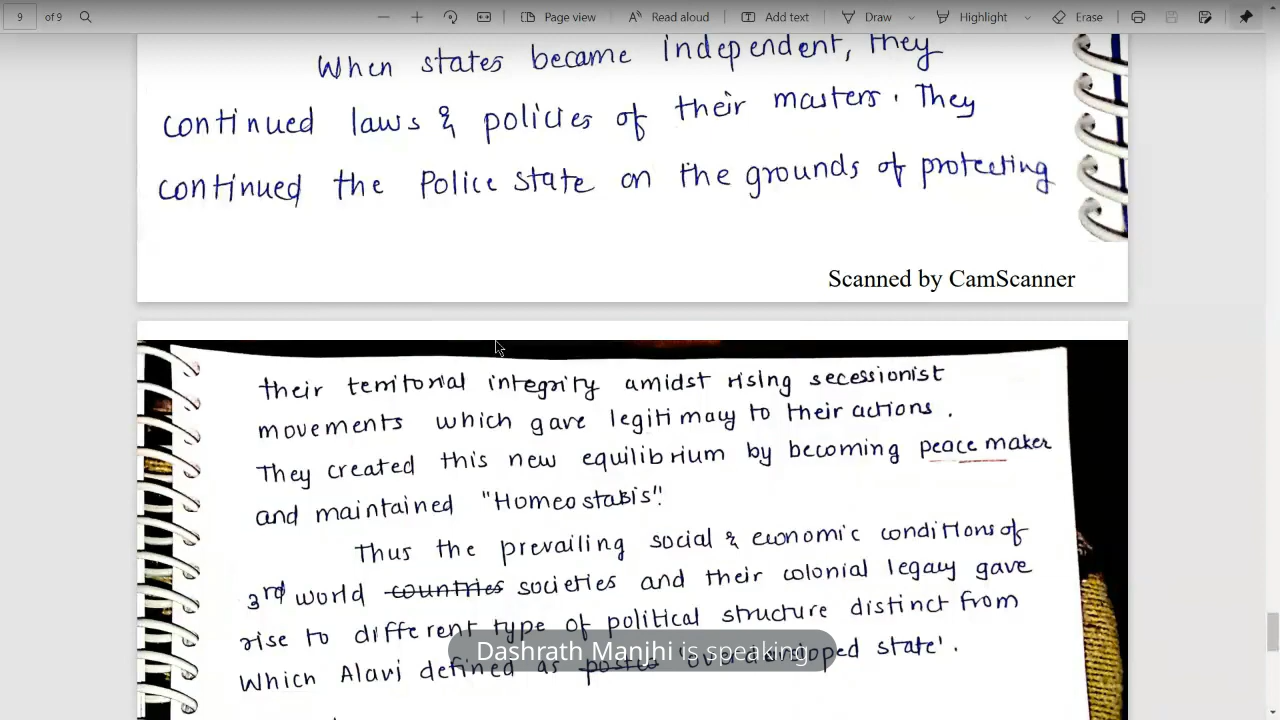 9 of 9 Page view Read aloud Add text Draw Highlight Erase
When states became independent, they
continued laws & policies of their masters. They
continued the Police state on the grounds of protecting
Scanned by CamScanner
their territorial integrity amidst rising secessionist
movements which gave legitimacy to their actions.
They created this new equilibrium by becoming peace maker
and maintained "Homeostasis".
Thus the prevailing social & economic conditions of
3rd world countries societies and their colonial legacy gave
rise to different type of political structure distinct from
Which Alavi defined as 'overdeveloped state'.
Dashrath Manjhi is speaking